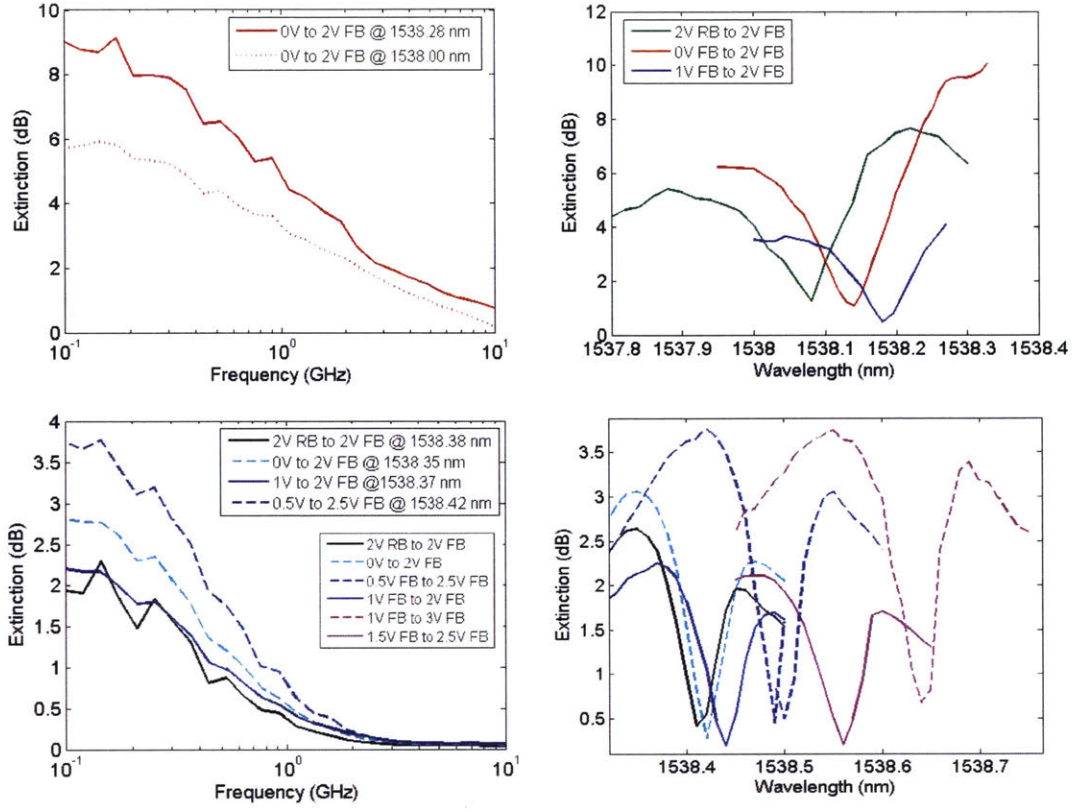 0V to 2V FB @ 1538.28 nm
0V to 2V FB @ 1538.00 nm
Extinction (dB)
10
8
6
4
2
0
10^-1
10^0
10^1
Frequency (GHz)
2V RB to 2V FB
0V FB to 2V FB
1V FB to 2V FB
Extinction (dB)
12
10
8
6
4
2
0
1537.8
1537.9
1538
1538.1
1538.2
1538.3
1538.4
Wavelength (nm)
2V RB to 2V FB @ 1538.38 nm
0V to 2V FB @ 1538.35 nm
1V to 2V FB @1538.37 nm
0.5V to 2.5V FB @ 1538.42 nm
2V RB to 2V FB
0V to 2V FB
0.5V FB to 2.5V FB
1V FB to 2V FB
1V FB to 3V FB
1.5V FB to 2.5V FB
Extinction (dB)
4
3.5
3
2.5
2
1.5
1
0.5
0
10^-1
10^0
10^1
Frequency (GHz)
Extinction (dB)
3.5
3
2.5
2
1.5
1
0.5
1538.4
1538.5
1538.6
1538.7
Wavelength (nm)